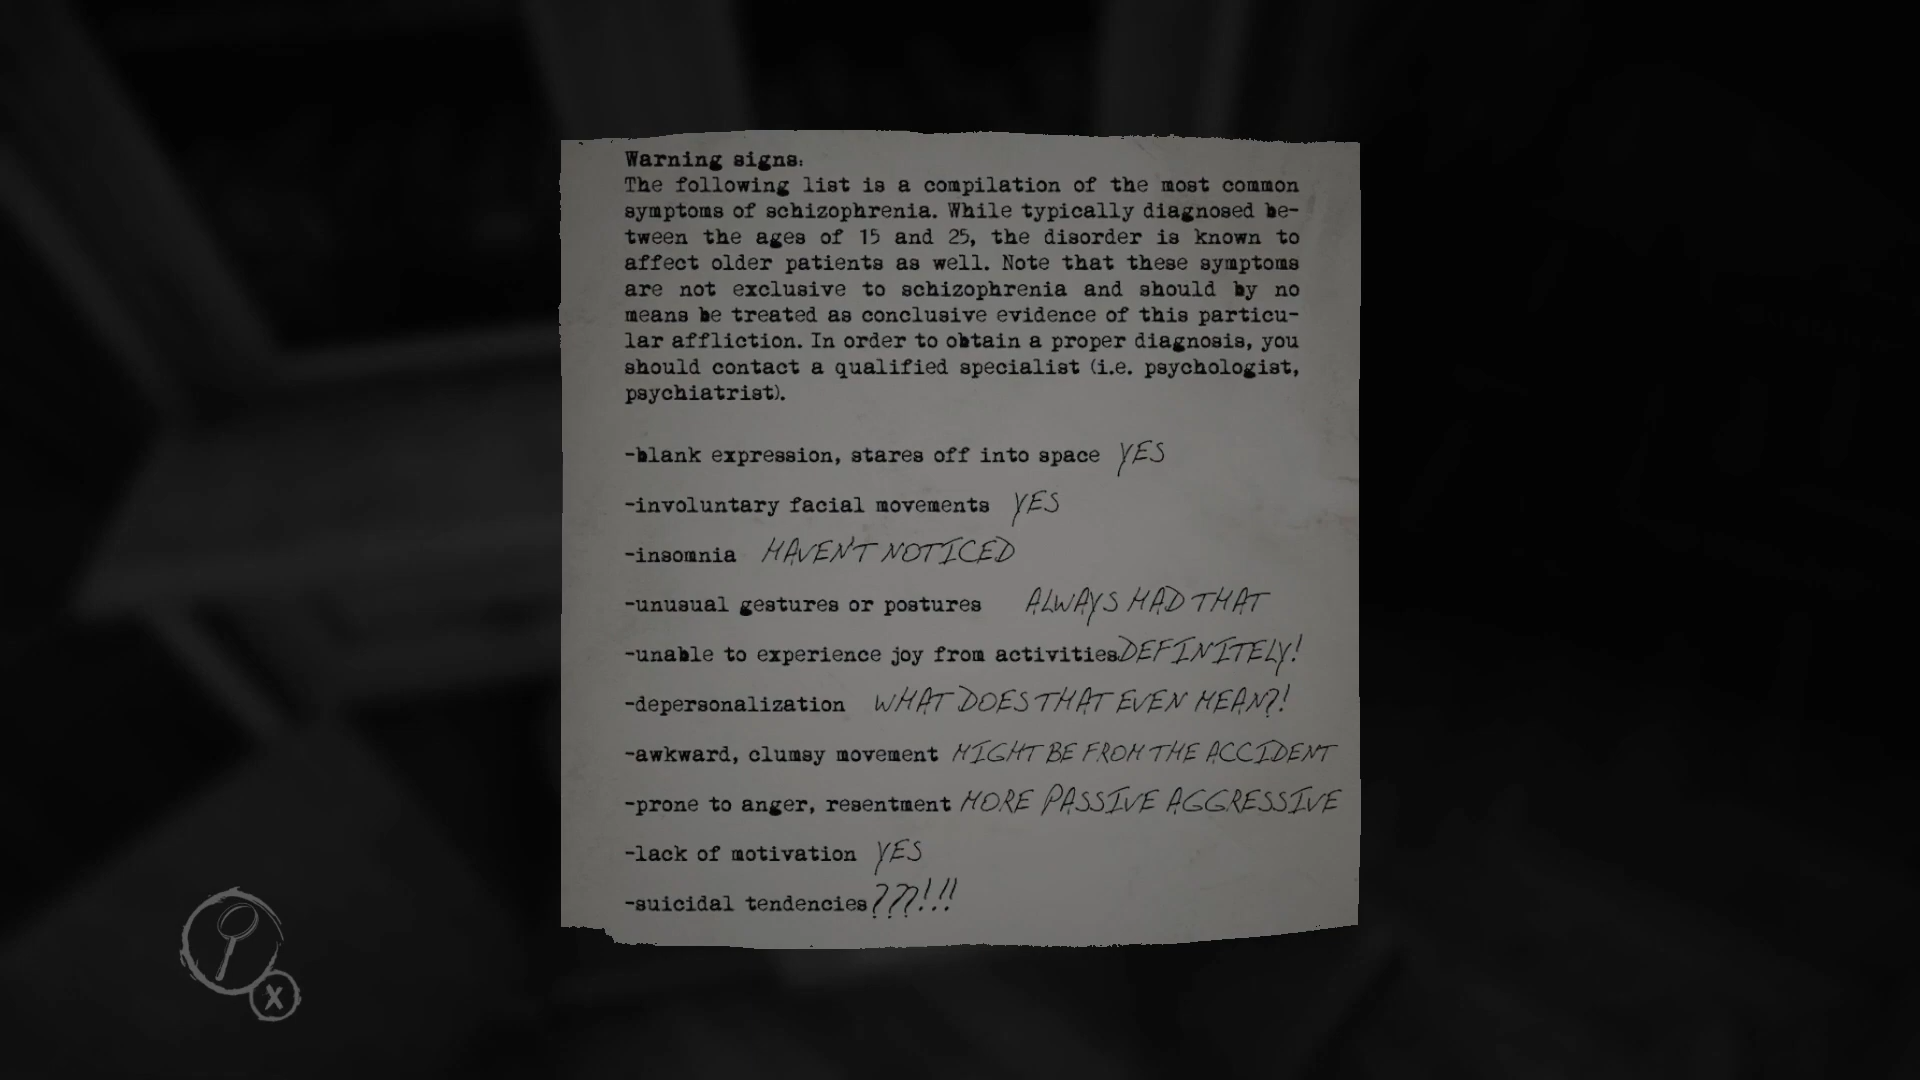 Warning signs:
The following list is a compilation of the most common
symptoms of schizophrenia. While typically diagnosed be-
tween the ages of 15 and 25, the disorder is known to
affect older patients as well. Note that these symptoms
are not exclusive to schizophrenia and should by no
means be treated as conclusive evidence of this particu-
lar affliction. In order to obtain a proper diagnosis, you
should contact a qualified specialist (i.e. psychologist,
psychiatrist).
-blank expression, stares off into space YES
-involuntary facial movements YES
-insomnia HAVEN'T NOTICED
-unusual gestures or postures ALWAYS HAD THAT
-unable to experience joy from activities DEFINITELY!
-depersonalization WHAT DOES THAT EVEN MEAN?!
-awkward, clumsy movement MIGHT BE FROM THE ACCIDENT
-prone to anger, resentment MORE PASSIVE AGGRESSIVE
-lack of motivation YES
-suicidal tendencies ???!!!
X